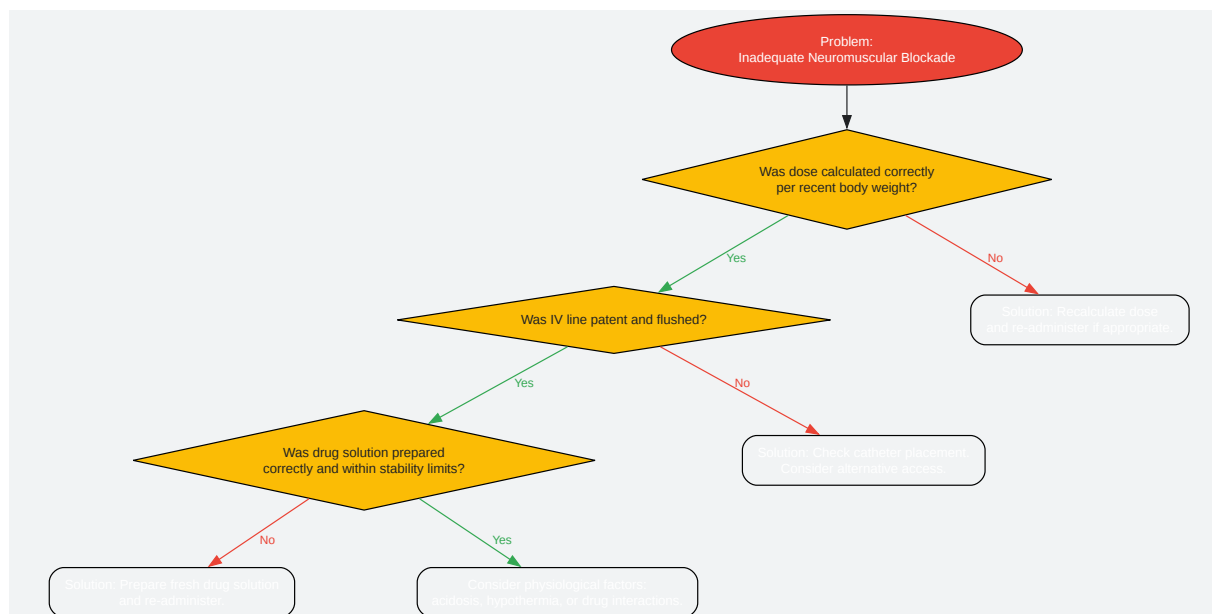 Problem:
Inadequate Neuromuscular Blockade
Was dose calculated correctly
per recent body weight?
Yes
No
Was IV line patent and flushed?
Solution: Recalculate dose
and re-administer if appropriate.
Yes
No
Was drug solution prepared
correctly and within stability limits?
Solution: Check catheter placement.
Consider alternative access.
No
Yes
Solution: Prepare fresh drug solution
and re-administer.
Consider physiological factors:
acidosis, hypothermia, or drug interactions.